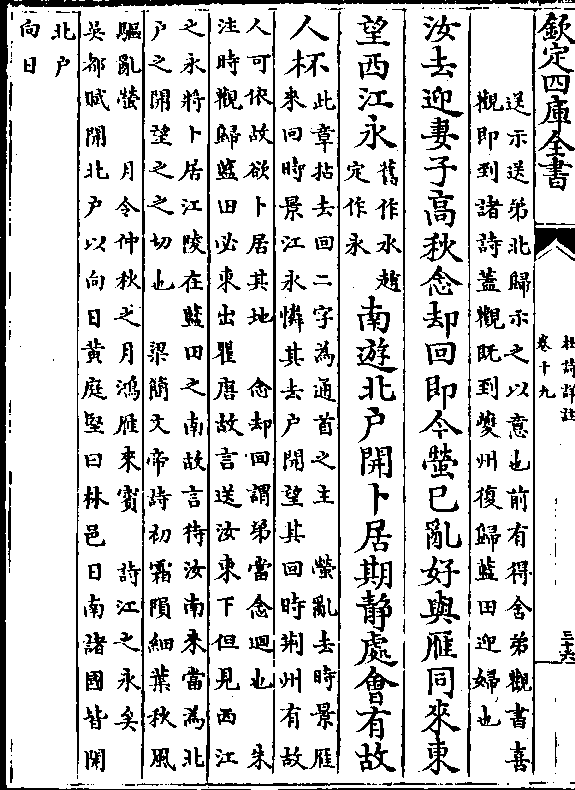 欽定四庫全書
杜詩詳註
卷十九
三十六
送示送弟北歸示之以意也前有得舍弟觀書喜
觀即到諸詩蓋觀既到夔州復歸藍田迎婦也
汝去迎妻子高秋念却回即今螢已亂好與雁同來東
望西江永
舊作水趙
定作永
南遊北户開卜居期静處會有故
人杯
此章拈去回二字為通首之主 螢亂去時景雁
來回時景江永憐其去户開望其回時荆州有故
人可依故欲卜居其地 念却回謂弟當念迴也 朱
注時觀歸藍田必東出瞿唐故言送汝東下但見西江
之永將卜居江陵在藍田之南故言待汝南來當為北
户之開望之之切也 梁簡文帝詩初霜隕細葉秋風
驅亂螢 月令仲秋之月鴻雁來賓 詩江之永矣
吳都賦開北户以向日黄庭堅曰林邑日南諸國皆開
北户
向日